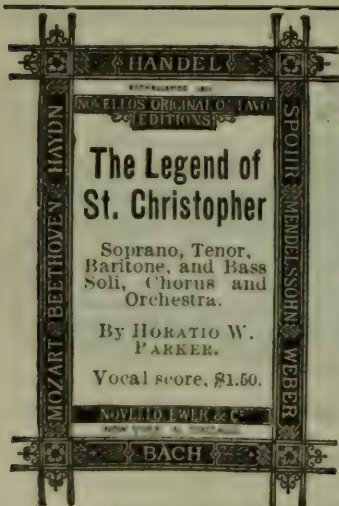 HANDEL
NOVELLO'S ORIGINAL OCTAVO
EDITIONS
HAYDN
BEETHOVEN
MOZART
SPOHR
MENDELSSOHN
WEBER
The Legend of
St. Christopher
Soprano, Tenor,
Baritone, and Bass
Soli, Chorus and
Orchestra.
By HORATIO W.
PARKER.
Vocal score, $1.50.
NOVELLO EWER & Co
BACH